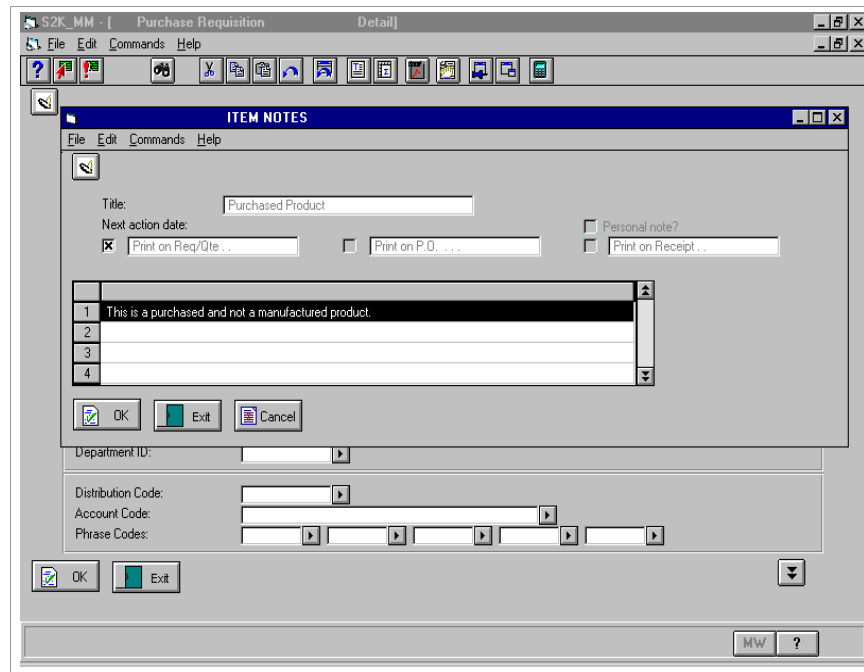 S2K_MM - [ Purchase Requisition Detail]
File Edit Commands Help
ITEM NOTES
File Edit Commands Help
Title: Purchased Product
Next action date:
Personal note?
Print on Req/Qte . . Print on P.O. . . . . Print on Receipt . .
1 This is a purchased and not a manufactured product.
2
3
4
OK Exit Cancel
Department ID:
Distribution Code:
Account Code:
Phrase Codes:
OK Exit
MW ?